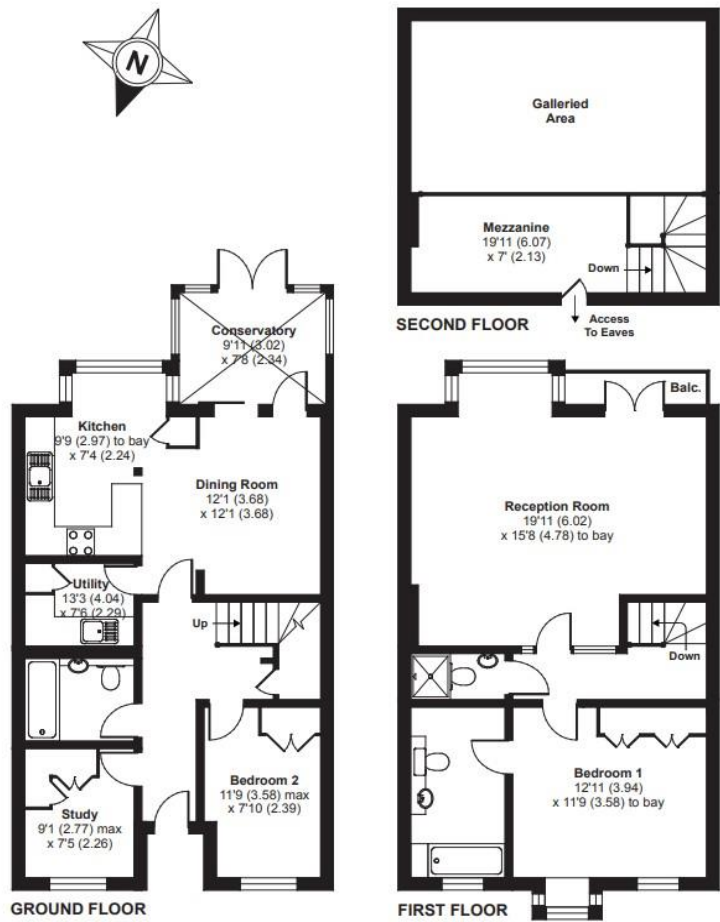 N
Galleried
Area
Mezzanine
19'11 (6.07)
x 7' (2.13)
Down
SECOND FLOOR
Access
To Eaves
Conservatory
9'11 (3.02)
x 7'8 (2.34)
Kitchen
9'9 (2.97) to bay
x 7'4 (2.24)
Dining Room
12'1 (3.68)
x 12'1 (3.68)
Utility
13'3 (4.04)
x 7'6 (2.29)
Up
Study
9'1 (2.77) max
x 7'5 (2.26)
Bedroom 2
11'9 (3.58) max
x 7'10 (2.39)
GROUND FLOOR
Balc.
Reception Room
19'11 (6.02)
x 15'8 (4.78) to bay
Down
Bedroom 1
12'11 (3.94)
x 11'9 (3.58) to bay
FIRST FLOOR